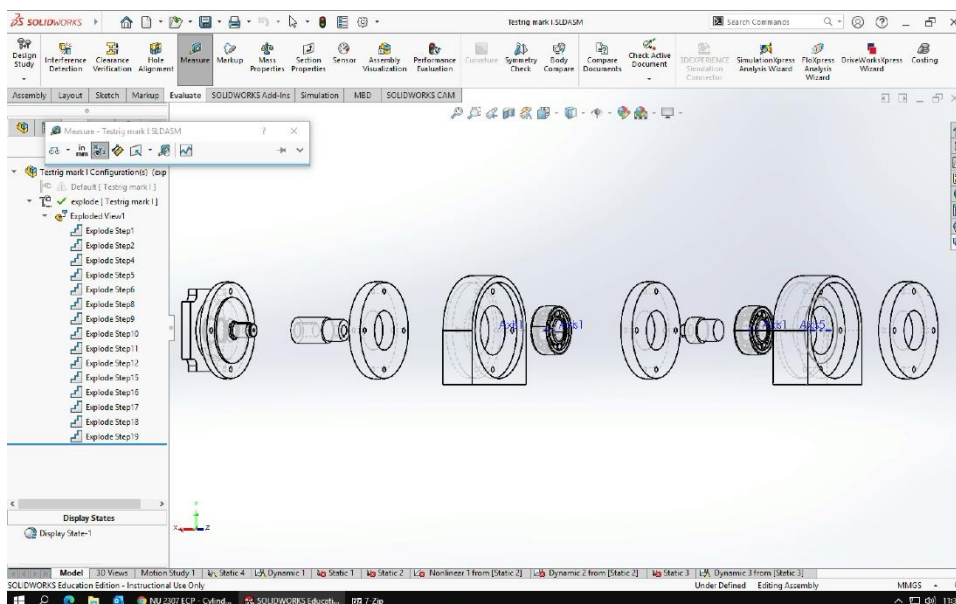 SOLIDWORKS
Testrig mark I.SLDASM
Search Commands
Design Study
Interference Detection
Clearance Verification
Hole Alignment
Measure
Markup
Mass Properties
Section Properties
Sensor
Assembly Visualization
Performance Evaluation
Curvature
Symmetry Check
Body Compare
Compare Documents
Check Active Document
3DEXPERIENCE Simulation Connector
SimulationXpress Analysis Wizard
FloXpress Analysis Wizard
DriveWorksXpress Wizard
Costing
Assembly Layout Sketch Markup Evaluate SOLIDWORKS Add-Ins Simulation MBD SOLIDWORKS CAM
Measure - Testrig mark I.SLDASM
in
mm
Testrig mark I Configuration(s) (exp
Default [ Testrig mark I ]
explode [ Testrig mark I ]
Exploded View1
Explode Step1
Explode Step2
Explode Step4
Explode Step5
Explode Step6
Explode Step8
Explode Step9
Explode Step10
Explode Step11
Explode Step12
Explode Step15
Explode Step16
Explode Step17
Explode Step18
Explode Step19
Axis1 Axis1 Axis1 Axis5
Display States
Display State-1
x z
Model 3D Views Motion Study 1 Static 4 Dynamic 1 Static 1 Static 2 Nonlinear 1 from [Static 2] Dynamic 2 from [Static 2] Static 3 Dynamic 3 from [Static 3]
SOLIDWORKS Education Edition - Instructional Use Only
Under Defined Editing Assembly MMGS
NU 2307 ECP - Cylind... SOLIDWORKS Educati... 7-Zip